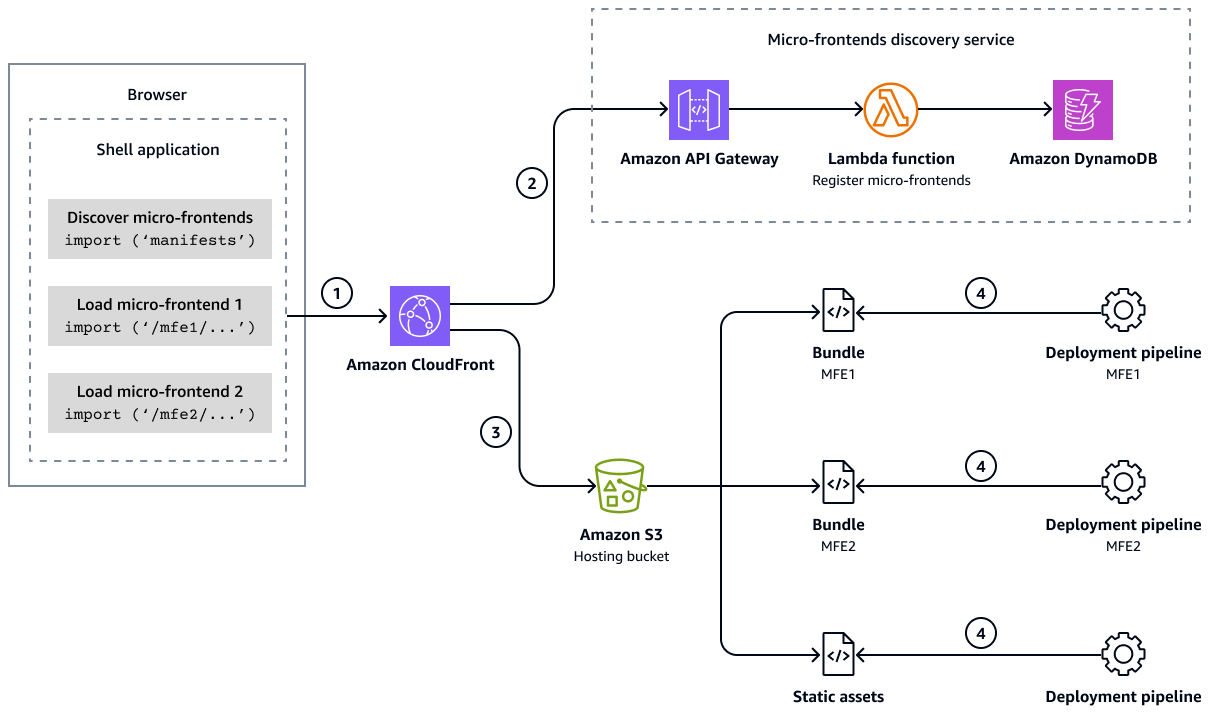 Browser
Shell application
Discover micro-frontends
import (‘manifests’)
Load micro-frontend 1
import (‘/mfe1/...’)
Load micro-frontend 2
import (‘/mfe2/...’)
1
Amazon CloudFront
2
3
Micro-frontends discovery service
Amazon API Gateway
Lambda function
Register micro-frontends
Amazon DynamoDB
Amazon S3
Hosting bucket
Bundle
MFE1
4
Deployment pipeline
MFE1
Bundle
MFE2
4
Deployment pipeline
MFE2
Static assets
4
Deployment pipeline